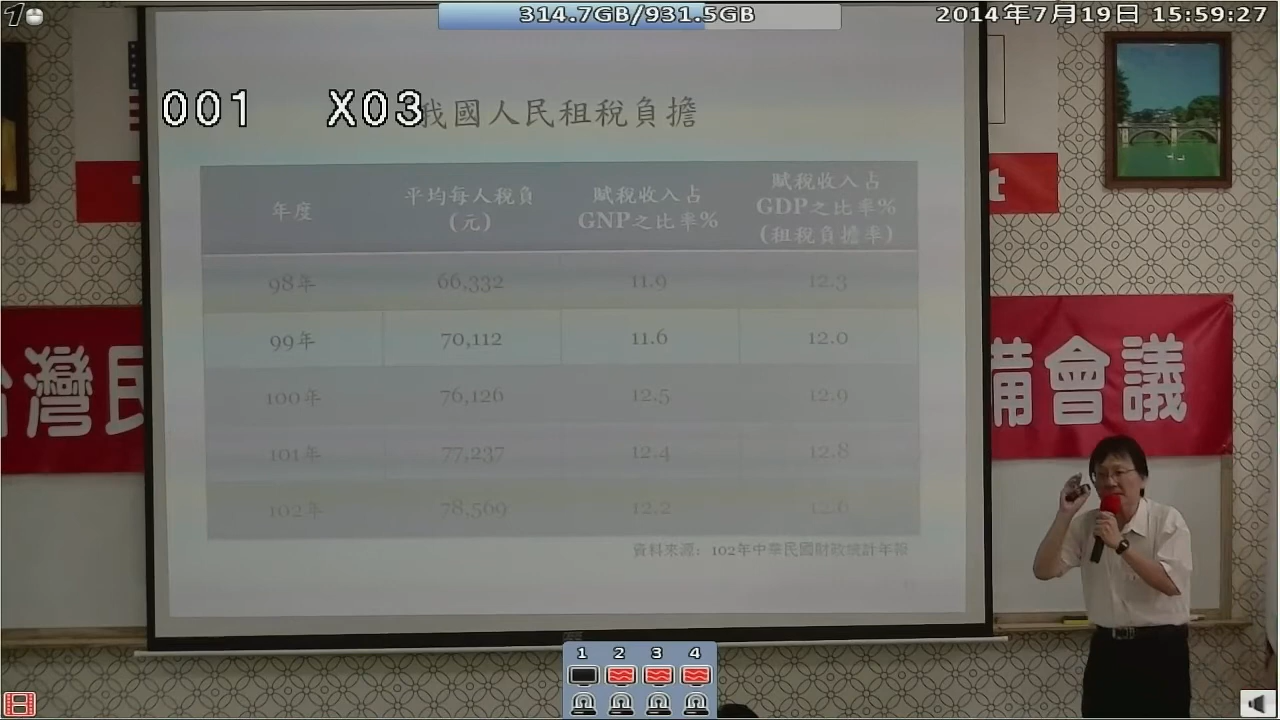 314.7GB/931.5GB
2014年7月19日 15:59:27
001 X03
我國人民租稅負擔
年度 平均每人稅負(元) 賦稅收入占GNP之比率% 賦稅收入占GDP之比率%(租稅負擔率)
98年 66,332 11.9 12.3
99年 70,112 11.6 12.0
100年 76,126 12.5 12.9
101年 77,237 12.4 12.8
102年 78,569 12.2 12.6
資料來源：102年中華民國財政統計年報
t
台灣民
備會議
1 2 3 4